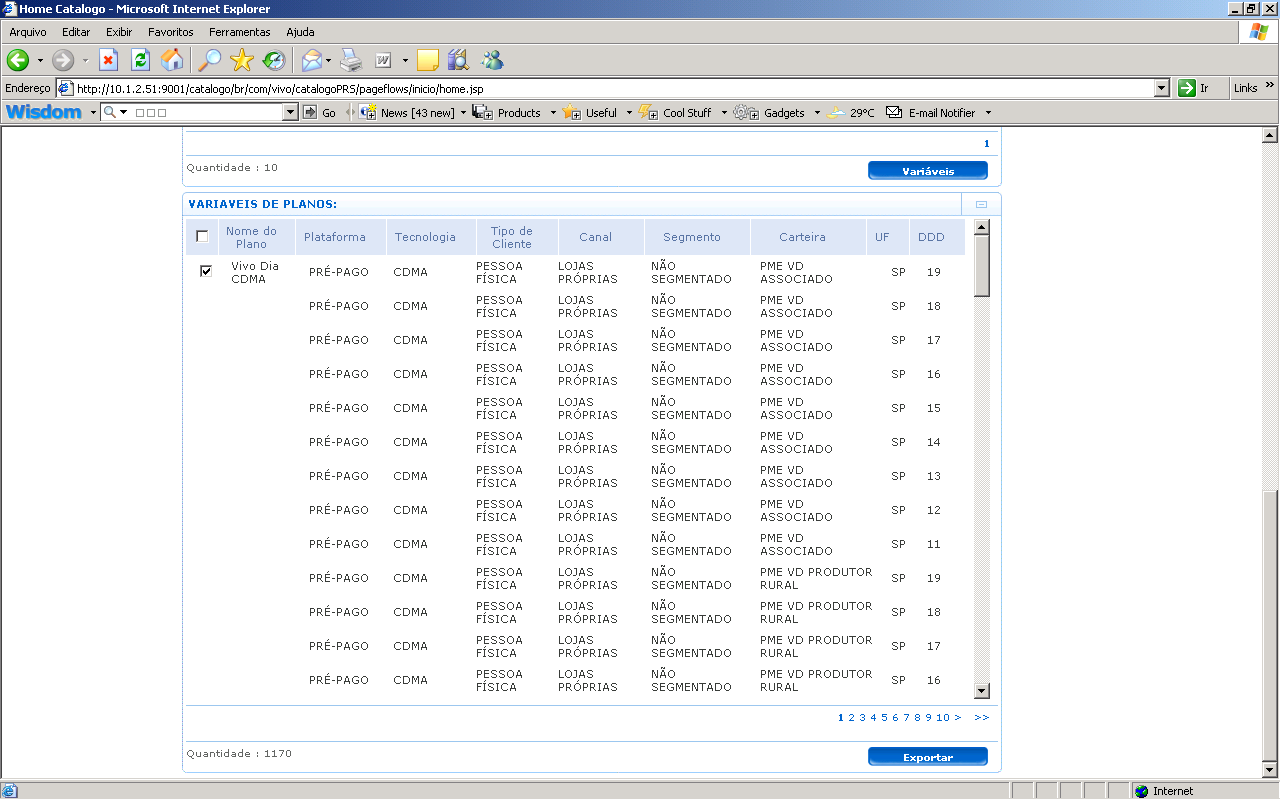 Home Catalogo - Microsoft Internet Explorer
Arquivo Editar Exibir Favoritos Ferramentas Ajuda
Endereço http://10.1.2.51:9001/catalogo/br/com/vivo/catalogoPRS/pageflows/inicio/home.jsp Ir Links »
Wisdom Go News [43 new] Products Useful Cool Stuff Gadgets 29°C E-mail Notifier
1
Quantidade : 10 Variáveis
VARIAVEIS DE PLANOS:
Nome do Plano Plataforma Tecnologia Tipo de Cliente Canal Segmento Carteira UF DDD
Vivo Dia CDMA PRÉ-PAGO CDMA PESSOA FÍSICA LOJAS PRÓPRIAS NÃO SEGMENTADO PME VD ASSOCIADO SP 19
PRÉ-PAGO CDMA PESSOA FÍSICA LOJAS PRÓPRIAS NÃO SEGMENTADO PME VD ASSOCIADO SP 18
PRÉ-PAGO CDMA PESSOA FÍSICA LOJAS PRÓPRIAS NÃO SEGMENTADO PME VD ASSOCIADO SP 17
PRÉ-PAGO CDMA PESSOA FÍSICA LOJAS PRÓPRIAS NÃO SEGMENTADO PME VD ASSOCIADO SP 16
PRÉ-PAGO CDMA PESSOA FÍSICA LOJAS PRÓPRIAS NÃO SEGMENTADO PME VD ASSOCIADO SP 15
PRÉ-PAGO CDMA PESSOA FÍSICA LOJAS PRÓPRIAS NÃO SEGMENTADO PME VD ASSOCIADO SP 14
PRÉ-PAGO CDMA PESSOA FÍSICA LOJAS PRÓPRIAS NÃO SEGMENTADO PME VD ASSOCIADO SP 13
PRÉ-PAGO CDMA PESSOA FÍSICA LOJAS PRÓPRIAS NÃO SEGMENTADO PME VD ASSOCIADO SP 12
PRÉ-PAGO CDMA PESSOA FÍSICA LOJAS PRÓPRIAS NÃO SEGMENTADO PME VD ASSOCIADO SP 11
PRÉ-PAGO CDMA PESSOA FÍSICA LOJAS PRÓPRIAS NÃO SEGMENTADO PME VD PRODUTOR RURAL SP 19
PRÉ-PAGO CDMA PESSOA FÍSICA LOJAS PRÓPRIAS NÃO SEGMENTADO PME VD PRODUTOR RURAL SP 18
PRÉ-PAGO CDMA PESSOA FÍSICA LOJAS PRÓPRIAS NÃO SEGMENTADO PME VD PRODUTOR RURAL SP 17
PRÉ-PAGO CDMA PESSOA FÍSICA LOJAS PRÓPRIAS NÃO SEGMENTADO PME VD PRODUTOR RURAL SP 16
1 2 3 4 5 6 7 8 9 10 > >>
Quantidade : 1170 Exportar
Internet